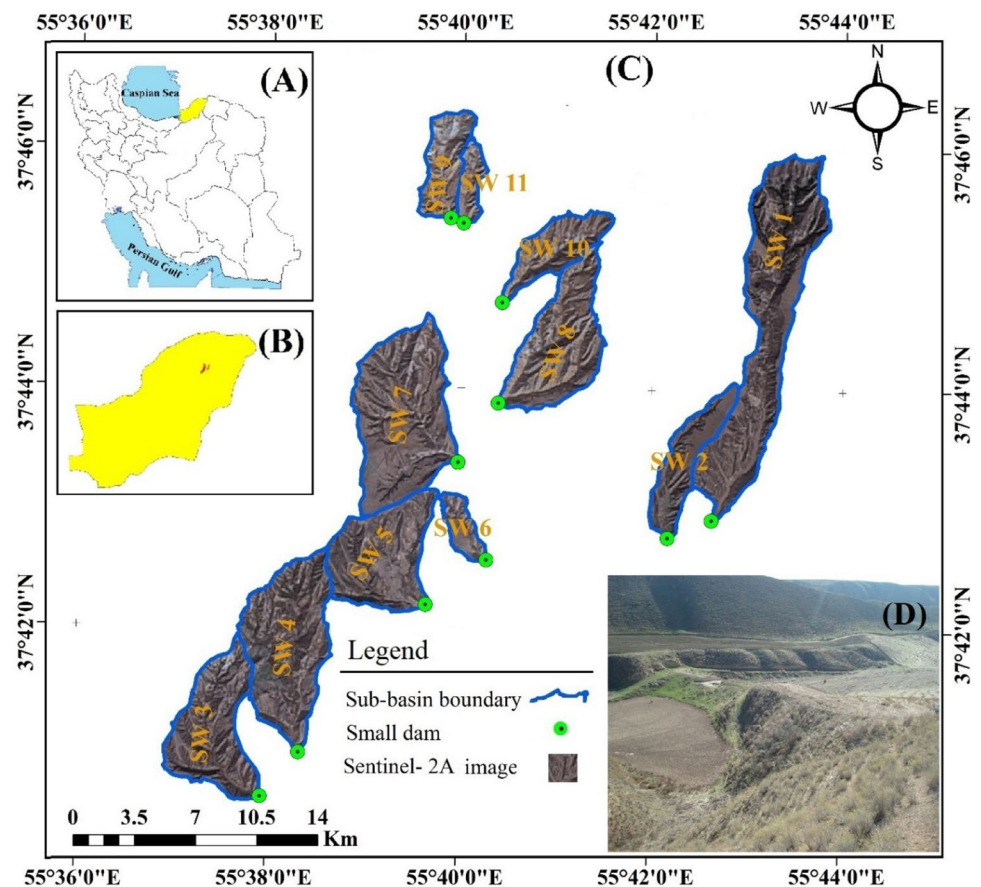 55°36'0"E 55°38'0"E 55°40'0"E 55°42'0"E 55°44'0"E
37°46'0"N
37°44'0"N
37°42'0"N
(A)
Caspian Sea
Persian Gulf
(B)
(C)
N
W E
S
SW 9
SW 11
SW 10
SW 8
SW 1
SW 7
SW 2
SW 5
SW 6
SW 4
SW 3
Legend
Sub-basin boundary
Small dam
Sentinel- 2A image
0 3.5 7 10.5 14
Km
(D)
37°46'0"N
37°44'0"N
37°42'0"N
55°36'0"E 55°38'0"E 55°40'0"E 55°42'0"E 55°44'0"E